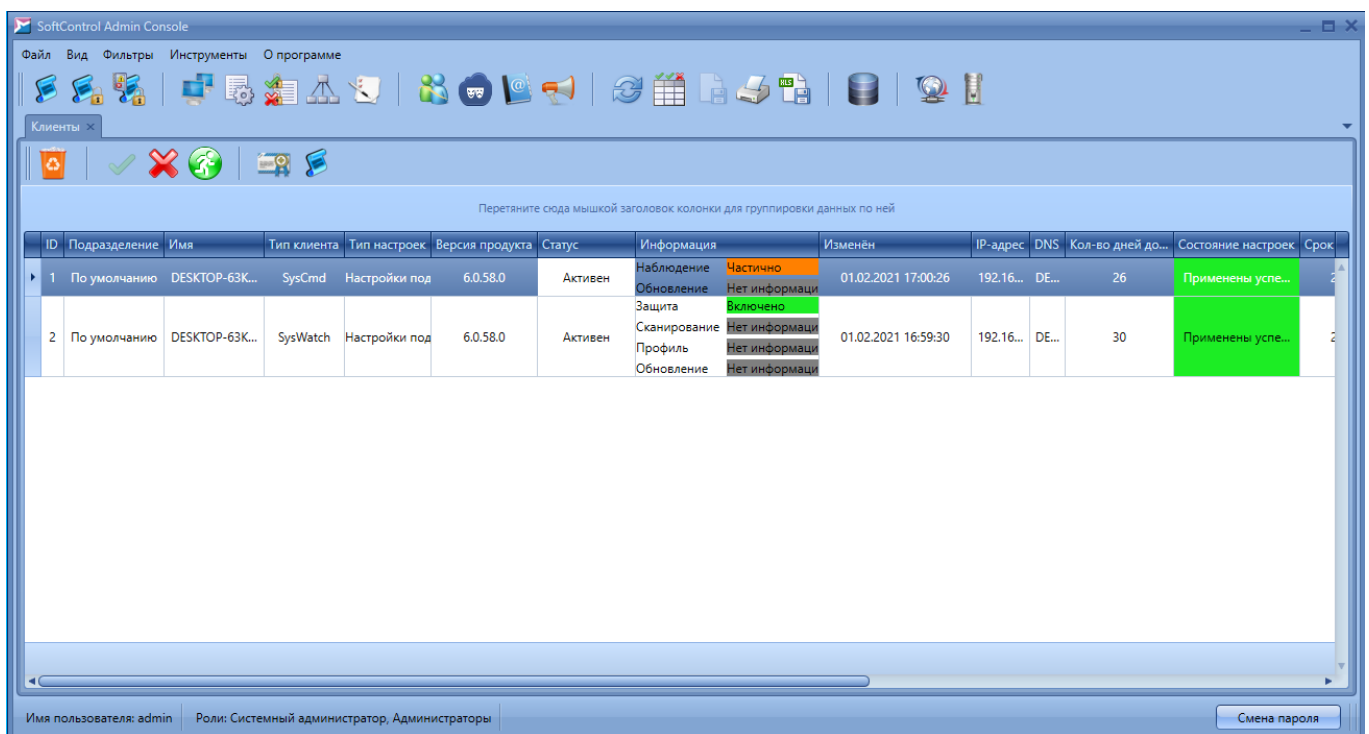 SoftControl Admin Console
Файл Вид Фильтры Инструменты О программе
XLS
Клиенты
Перетяните сюда мышкой заголовок колонки для группировки данных по ней
ID Подразделение Имя Тип клиента Тип настроек Версия продукта Статус Информация Изменён IP-адрес DNS Кол-во дней до... Состояние настроек Срок
1 По умолчанию DESKTOP-63K... SysCmd Настройки под 6.0.58.0 Активен Наблюдение Частично 01.02.2021 17:00:26 192.16... DE... 26 Применены успе... 2
Обновление Нет информаци
2 По умолчанию DESKTOP-63K... SysWatch Настройки под 6.0.58.0 Активен Защита Включено 01.02.2021 16:59:30 192.16... DE... 30 Применены успе... 2
Сканирование Нет информаци
Профиль Нет информаци
Обновление Нет информаци
Имя пользователя: admin Роли: Системный администратор, Администраторы Смена пароля